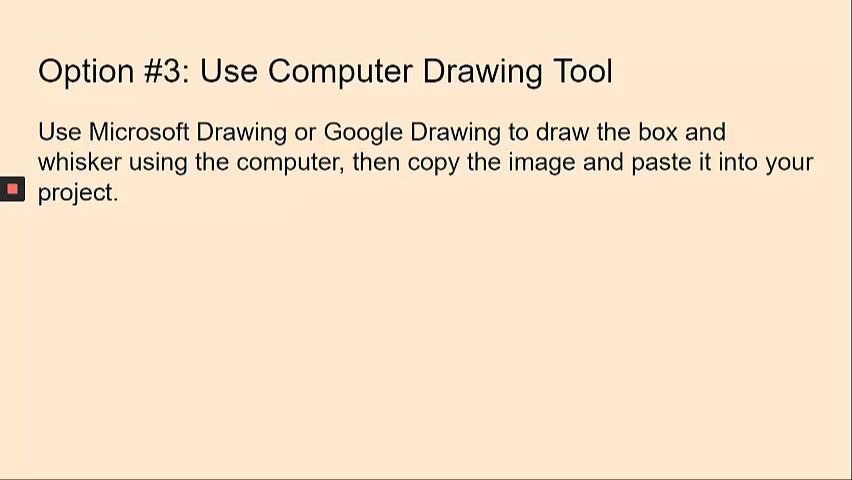 Option #3: Use Computer Drawing Tool
Use Microsoft Drawing or Google Drawing to draw the box and
whisker using the computer, then copy the image and paste it into your
project.